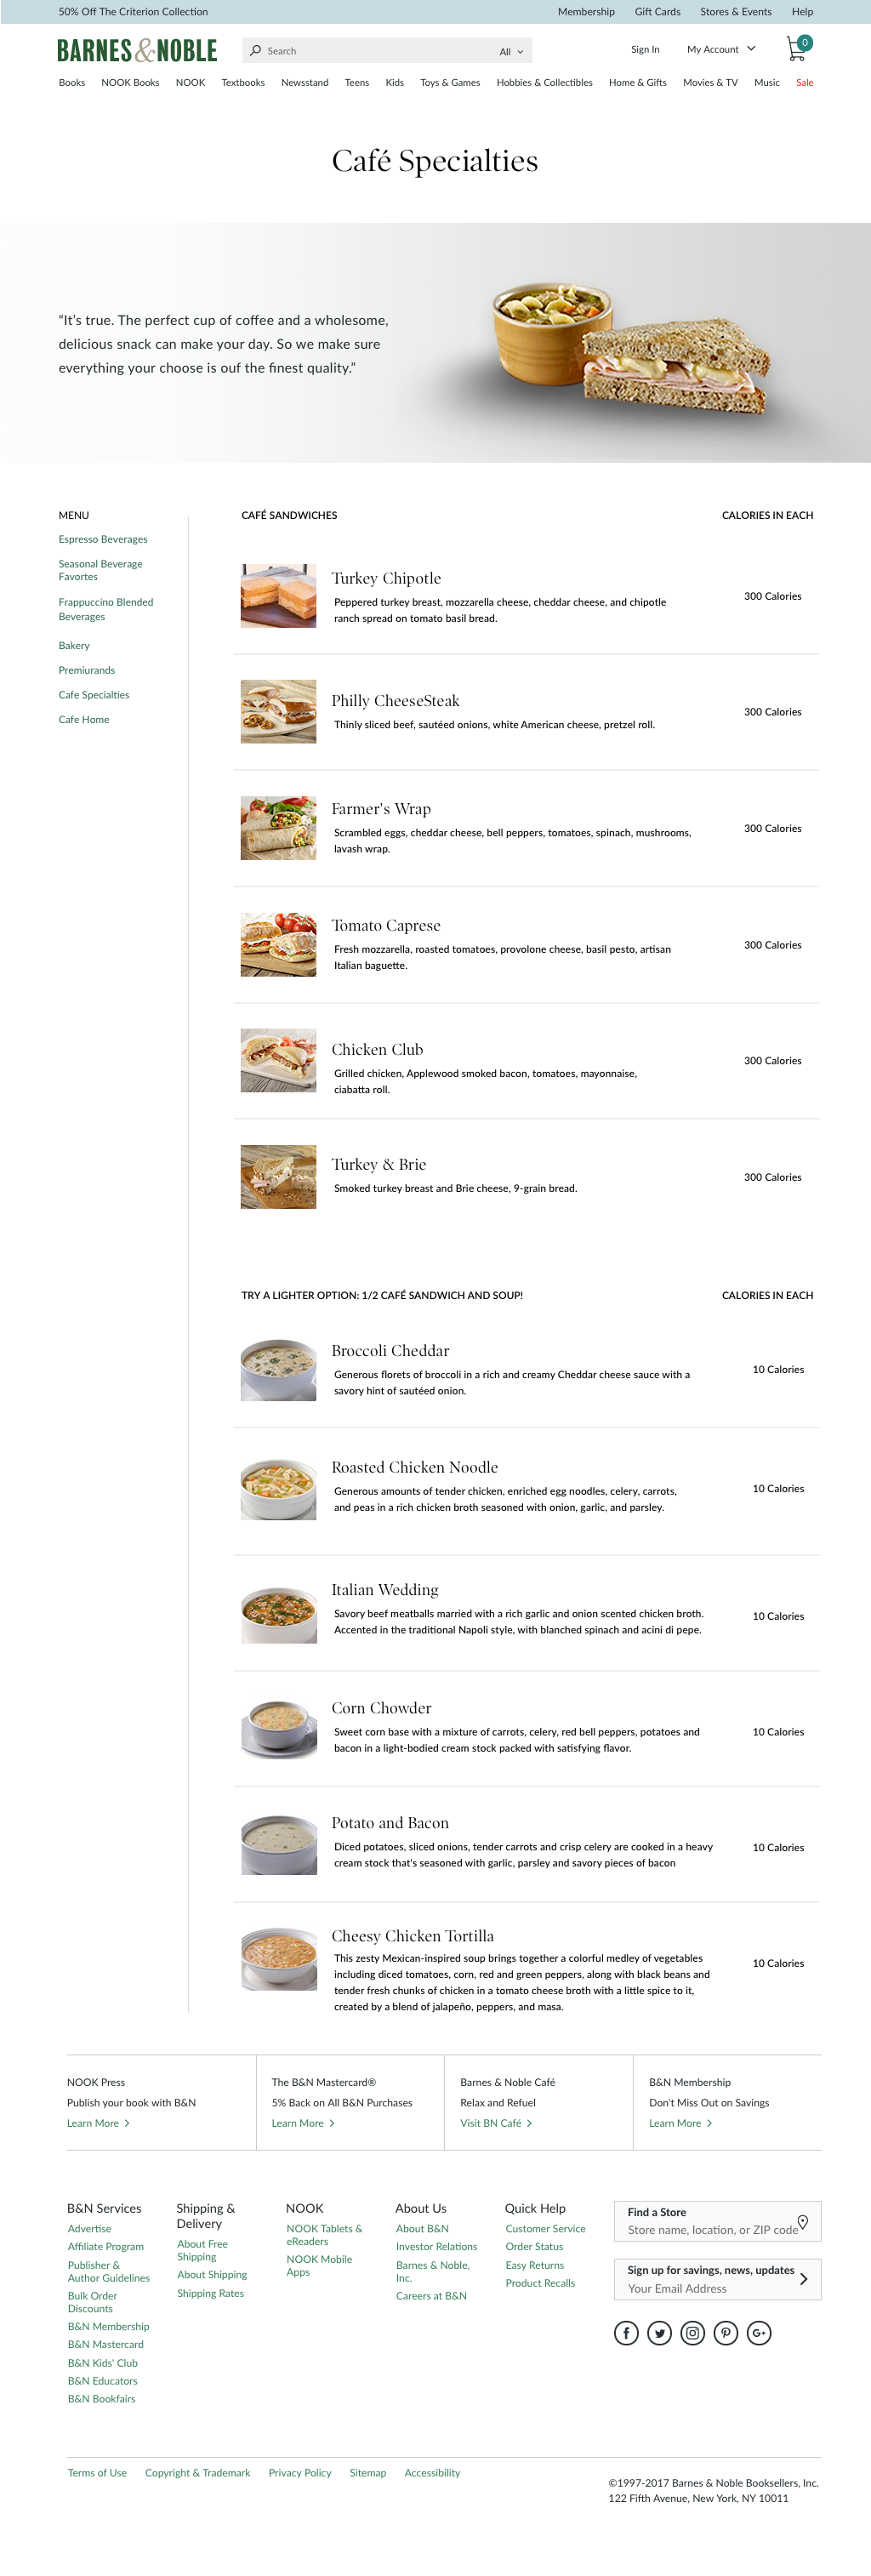 50% Off The Criterion Collection Membership Gift Cards Stores & Events Help
BARNES & NOBLE Search All Sign In My Account 0
Books NOOK Books NOOK Textbooks Newsstand Teens Kids Toys & Games Hobbies & Collectibles Home & Gifts Movies & TV Music Sale
Café Specialties
“It’s true. The perfect cup of coffee and a wholesome,
delicious snack can make your day. So we make sure
everything your choose is ouf the finest quality.”
MENU
Espresso Beverages
Seasonal Beverage
Favortes
Frappuccino Blended
Beverages
Bakery
Premiurands
Cafe Specialties
Cafe Home
CAFÉ SANDWICHES CALORIES IN EACH
Turkey Chipotle
Peppered turkey breast, mozzarella cheese, cheddar cheese, and chipotle
ranch spread on tomato basil bread.
300 Calories
Philly CheeseSteak
Thinly sliced beef, sautéed onions, white American cheese, pretzel roll.
300 Calories
Farmer's Wrap
Scrambled eggs, cheddar cheese, bell peppers, tomatoes, spinach, mushrooms,
lavash wrap.
300 Calories
Tomato Caprese
Fresh mozzarella, roasted tomatoes, provolone cheese, basil pesto, artisan
Italian baguette.
300 Calories
Chicken Club
Grilled chicken, Applewood smoked bacon, tomatoes, mayonnaise,
ciabatta roll.
300 Calories
Turkey & Brie
Smoked turkey breast and Brie cheese, 9-grain bread.
300 Calories
TRY A LIGHTER OPTION: 1/2 CAFÉ SANDWICH AND SOUP! CALORIES IN EACH
Broccoli Cheddar
Generous florets of broccoli in a rich and creamy Cheddar cheese sauce with a
savory hint of sautéed onion.
10 Calories
Roasted Chicken Noodle
Generous amounts of tender chicken, enriched egg noodles, celery, carrots,
and peas in a rich chicken broth seasoned with onion, garlic, and parsley.
10 Calories
Italian Wedding
Savory beef meatballs married with a rich garlic and onion scented chicken broth.
Accented in the traditional Napoli style, with blanched spinach and acini di pepe.
10 Calories
Corn Chowder
Sweet corn base with a mixture of carrots, celery, red bell peppers, potatoes and
bacon in a light-bodied cream stock packed with satisfying flavor.
10 Calories
Potato and Bacon
Diced potatoes, sliced onions, tender carrots and crisp celery are cooked in a heavy
cream stock that's seasoned with garlic, parsley and savory pieces of bacon
10 Calories
Cheesy Chicken Tortilla
This zesty Mexican-inspired soup brings together a colorful medley of vegetables
including diced tomatoes, corn, red and green peppers, along with black beans and
tender fresh chunks of chicken in a tomato cheese broth with a little spice to it,
created by a blend of jalapeño, peppers, and masa.
10 Calories
NOOK Press
Publish your book with B&N
Learn More
The B&N Mastercard®
5% Back on All B&N Purchases
Learn More
Barnes & Noble Café
Relax and Refuel
Visit BN Café
B&N Membership
Don't Miss Out on Savings
Learn More
B&N Services
Advertise
Affiliate Program
Publisher &
Author Guidelines
Bulk Order
Discounts
B&N Membership
B&N Mastercard
B&N Kids' Club
B&N Educators
B&N Bookfairs
Shipping &
Delivery
About Free
Shipping
About Shipping
Shipping Rates
NOOK
NOOK Tablets &
eReaders
NOOK Mobile
Apps
About Us
About B&N
Investor Relations
Barnes & Noble,
Inc.
Careers at B&N
Quick Help
Customer Service
Order Status
Easy Returns
Product Recalls
Find a Store
Store name, location, or ZIP code
Sign up for savings, news, updates
Your Email Address
Terms of Use Copyright & Trademark Privacy Policy Sitemap Accessibility
©1997-2017 Barnes & Noble Booksellers, Inc.
122 Fifth Avenue, New York, NY 10011